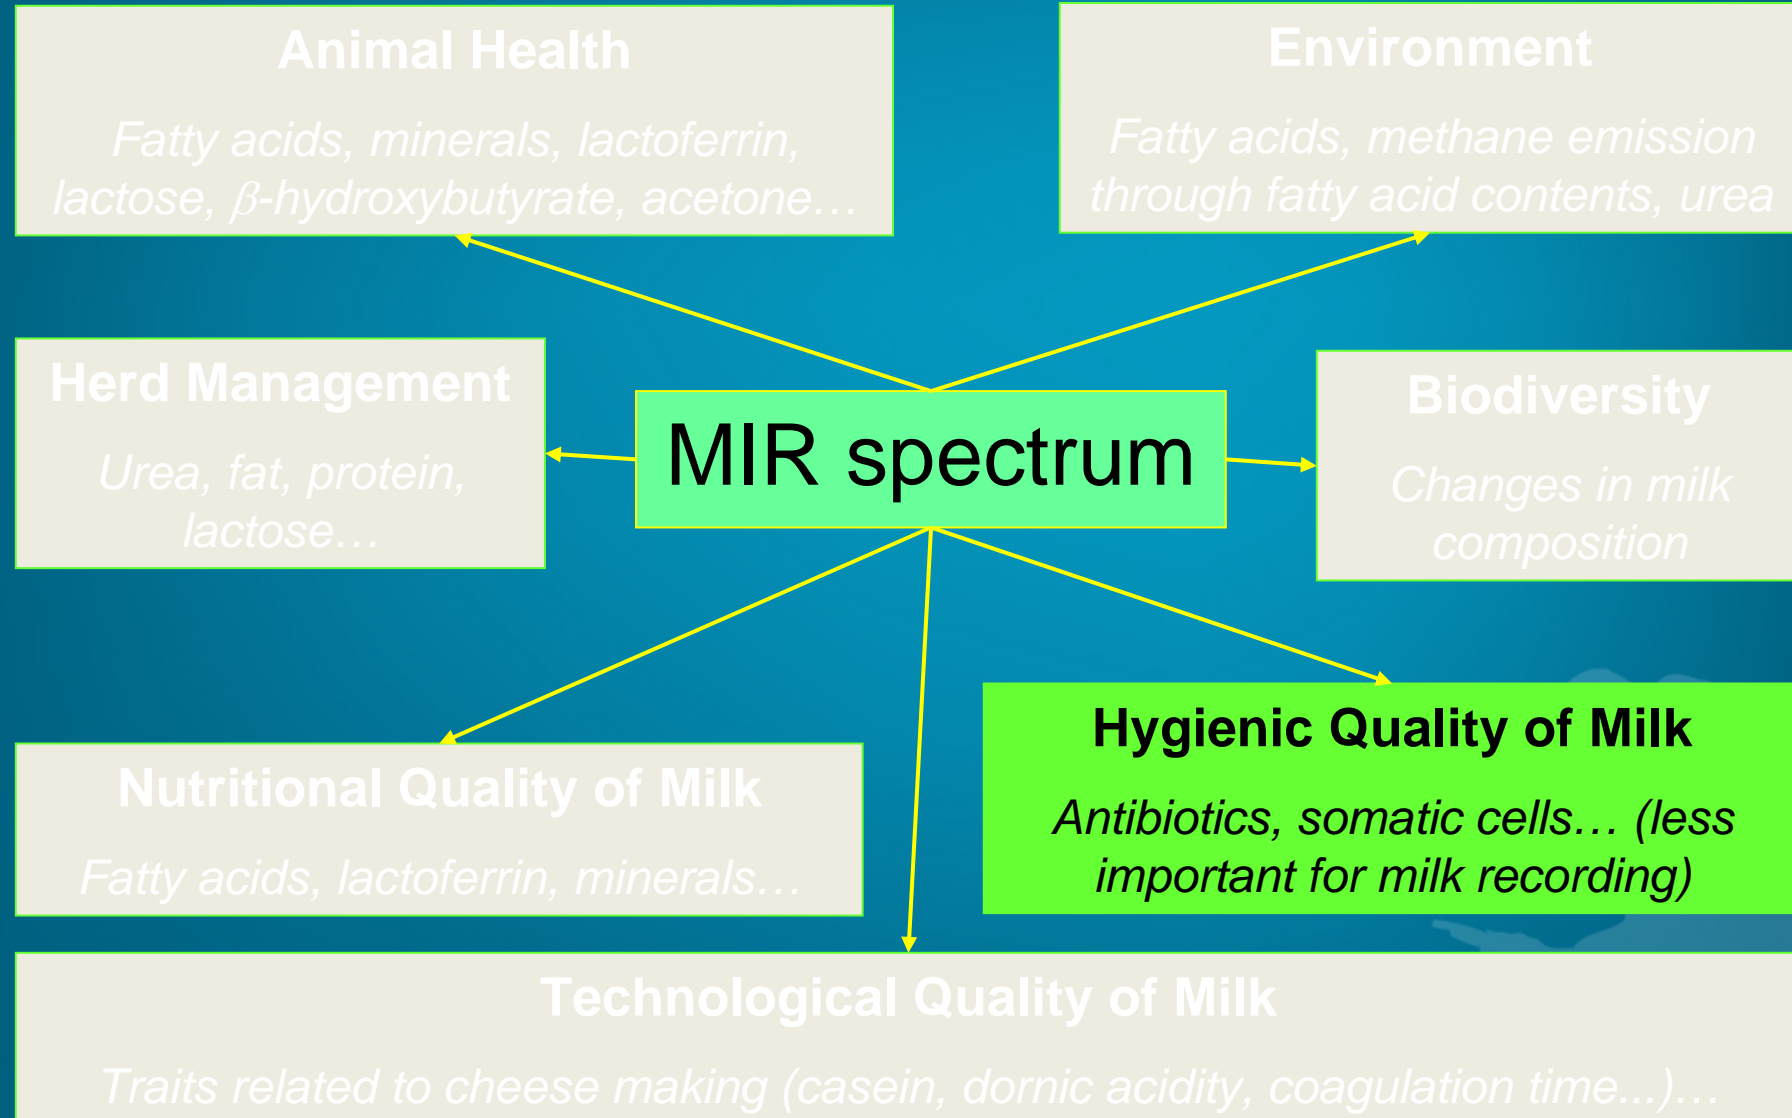 Animal Health
Fatty acids, minerals, lactoferrin,
lactose, β-hydroxybutyrate, acetone…
Environment
Fatty acids, methane emission
through fatty acid contents, urea
Herd Management
Urea, fat, protein,
lactose…
MIR spectrum
Biodiversity
Changes in milk
composition
Nutritional Quality of Milk
Fatty acids, lactoferrin, minerals…
Hygienic Quality of Milk
Antibiotics, somatic cells… (less
important for milk recording)
Technological Quality of Milk
Traits related to cheese making (casein, dornic acidity, coagulation time...)…